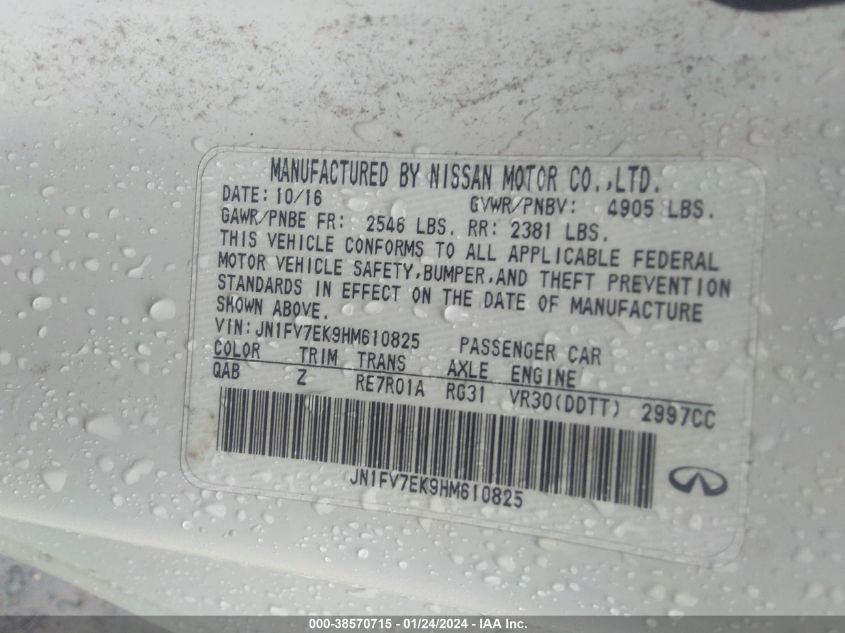 MANUFACTURED BY NISSAN MOTOR CO.,LTD.
DATE: 10/16 GVWR/PNBV: 4905 LBS.
GAWR/PNBE FR: 2546 LBS. RR: 2381 LBS.
THIS VEHICLE CONFORMS TO ALL APPLICABLE FEDERAL
MOTOR VEHICLE SAFETY,BUMPER,AND THEFT PREVENTION
STANDARDS IN EFFECT ON THE DATE OF MANUFACTURE
SHOWN ABOVE.
VIN:JN1FV7EK9HM610825 PASSENGER CAR
COLOR TRIM TRANS AXLE ENGINE
QAB Z RE7R01A RG31 VR30(DDTT) 2997CC
JN1FV7EK9HM610825
000-38570715 - 01/24/2024 - IAA Inc.